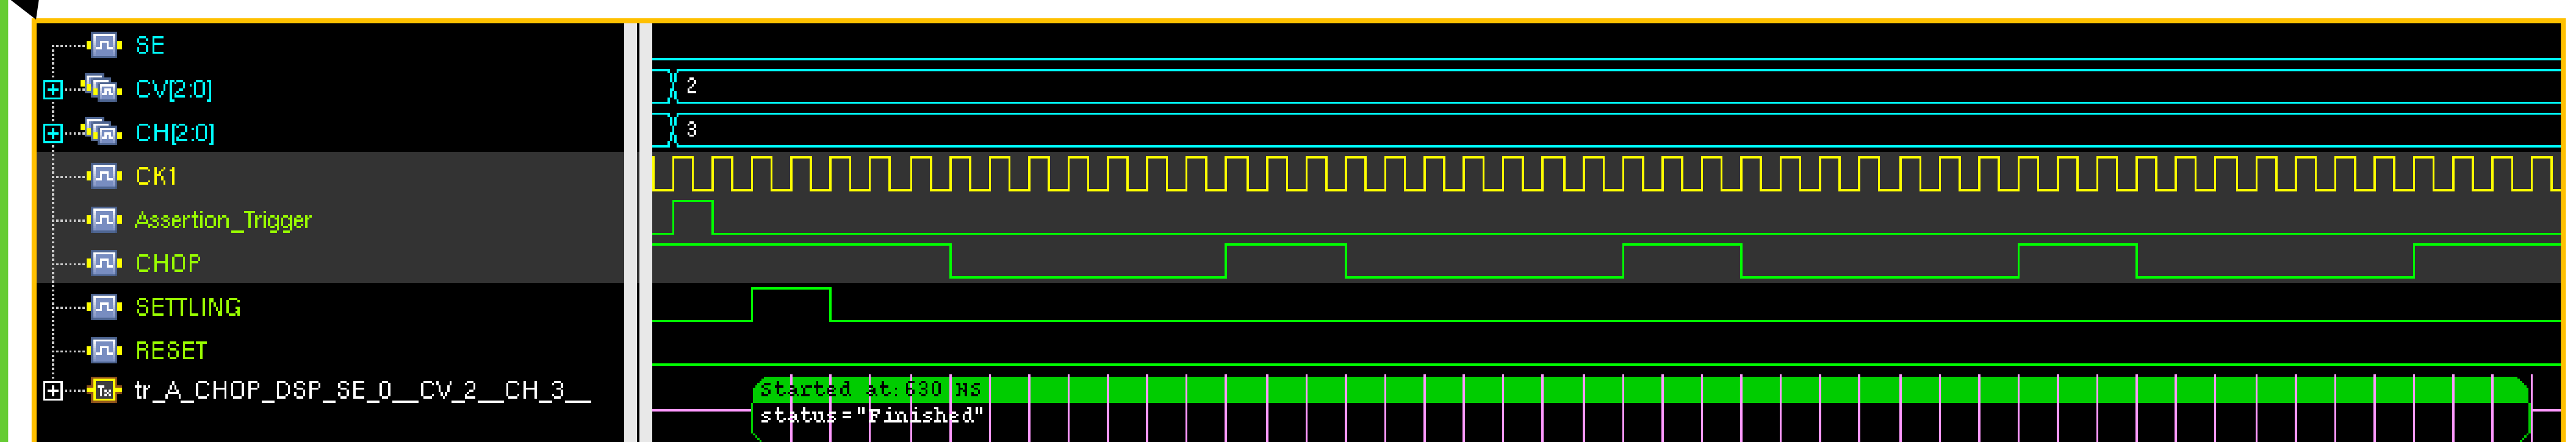 SE
CV[2:0]
2
CH[2:0]
3
CK1
Assertion_Trigger
CHOP
SETTLING
RESET
tr_A_CHOP_DSP_SE_0__CV_2__CH_3__
Started at:630 NS
status="Finished"